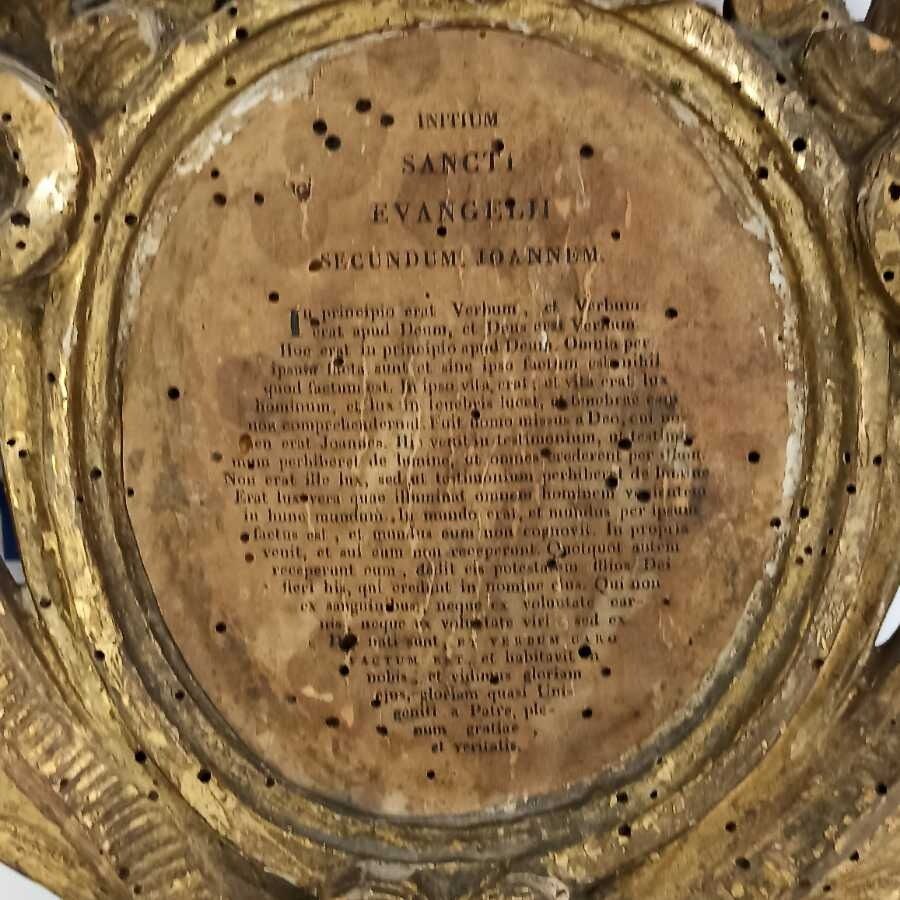 INITIUM
SANCTI
EVANGELII
SECUNDUM JOANNEM.
In principio erat Verbum, et Verbum
erat apud Deum, et Deus erat Verbum
Hoc erat in principio apud Deum. Omnia per
ipsum facta sunt et sine ipso factum est nihil
quod factum est. In ipso vita erat, et vita erat lux
hominum, et lux in tenebris lucet, et tenebrae eam
non comprehenderunt. Fuit homo missus a Deo cui
men erat Joannes. Hic venit in testimonium, ut
nium perhiberet de lumine, ut omnes crederent per illum
Non erat ille lux, sed ut testimonium perhiberet de lumine
Erat lux vera quae illuminat omnem hominem venientem
in hunc mundum. In mundo erat, et mundus per ipsum
factus est, et mundus eum non cognovit. In propria
venit, et sui eum non receperunt. Quotquot autem
receperunt eum, dedit eis potestatem filios Dei
fieri his, qui credunt in nomine ejus. Qui non
ex sanguinibus, neque ex voluntate car-
nis, neque ex voluntate viri, sed ex
Deo nati sunt ET VERBUM CARO
FACTUM EST, et habitavit in
nobis, et vidimus gloriam
ejus, gloriam quasi Uni-
geniti a Patre, ple-
num gratiae
et veritatis.